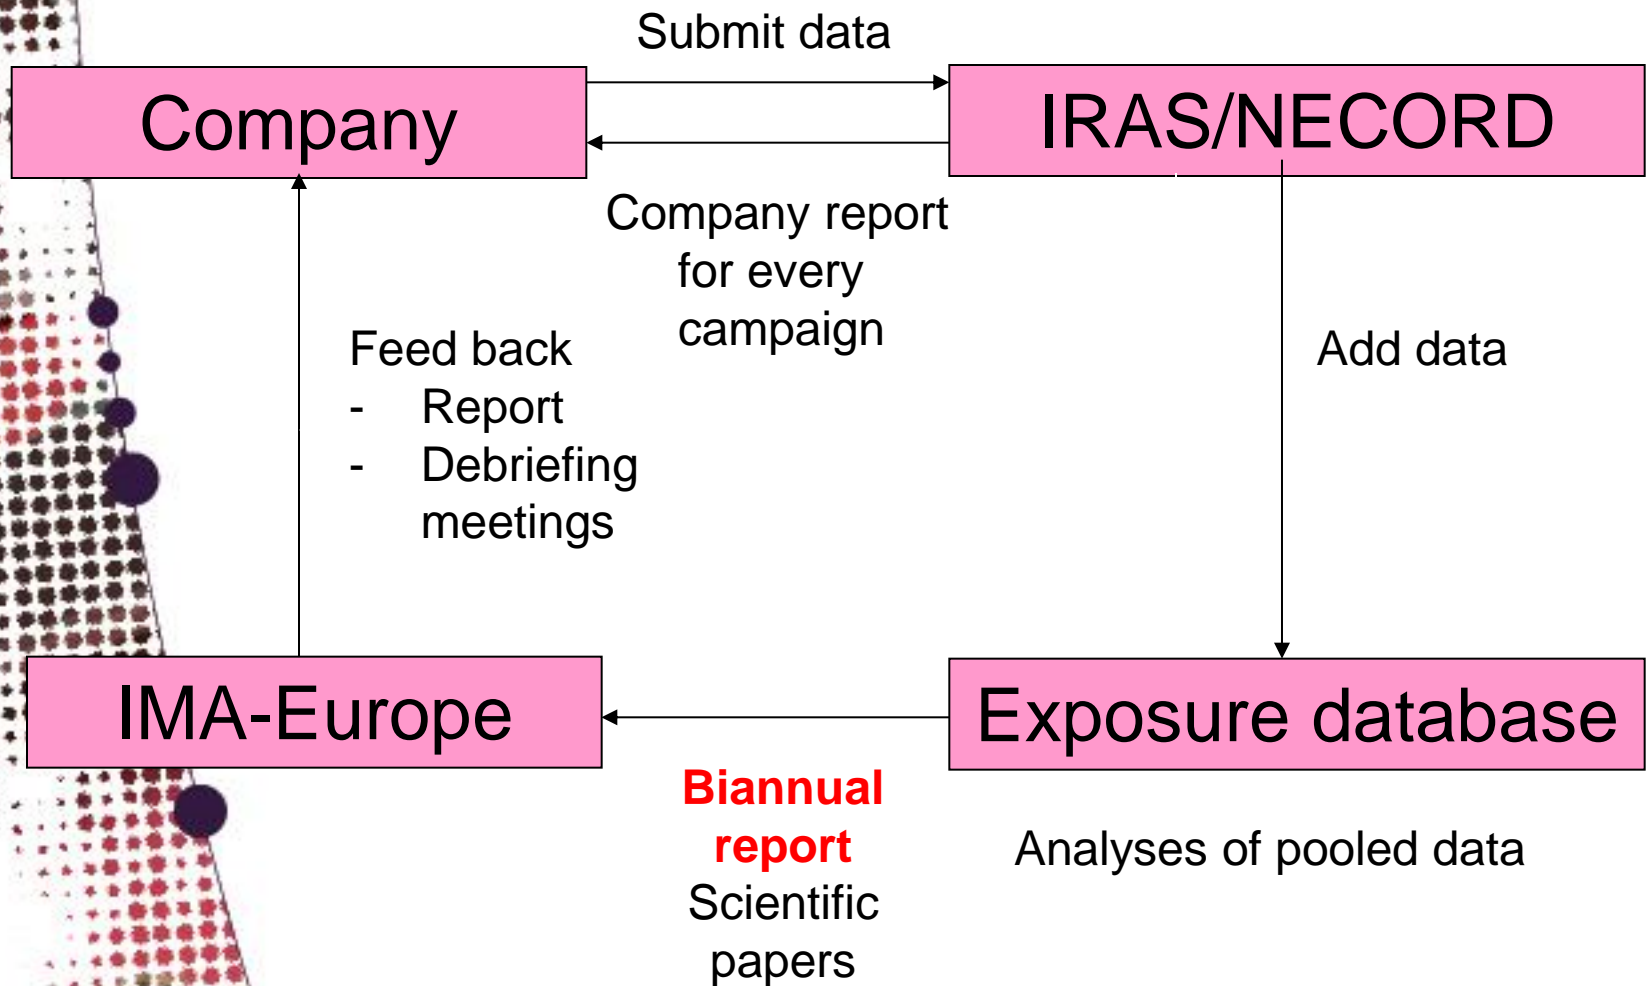 Submit data
Company
IRAS/NECORD
Company report
for every
campaign
Feed back
- Report
- Debriefing
meetings
Add data
IMA-Europe
Exposure database
Biannual
report
Scientific
papers
Analyses of pooled data